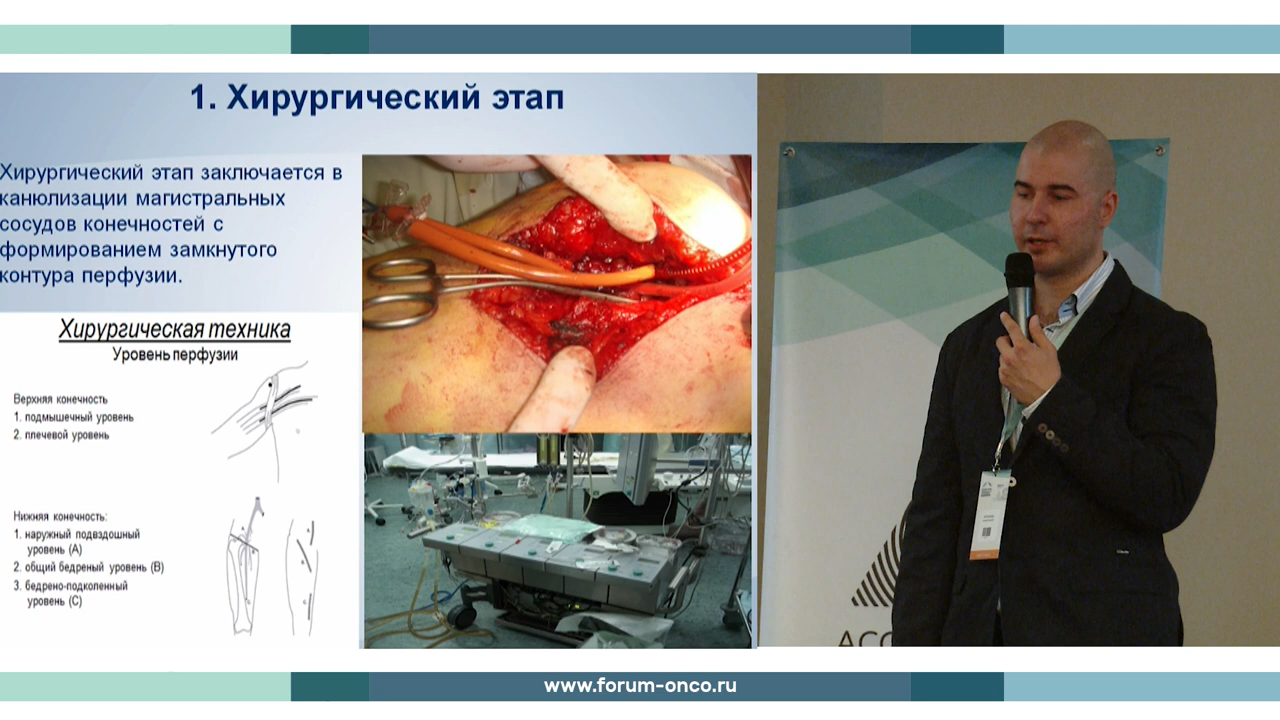 1. Хирургический этап
Хирургический этап заключается в
канюлизации магистральных
сосудов конечностей с
формированием замкнутого
контура перфузии.
Хирургическая техника
Уровень перфузии
Верхняя конечность
1. подмышечный уровень
2. плечевой уровень
Нижняя конечность:
1. наружный подвздошный
уровень (А)
2. общий бедреный уровень (В)
3. бедрено-подколенный
уровень (С)
АСС
www.forum-onco.ru